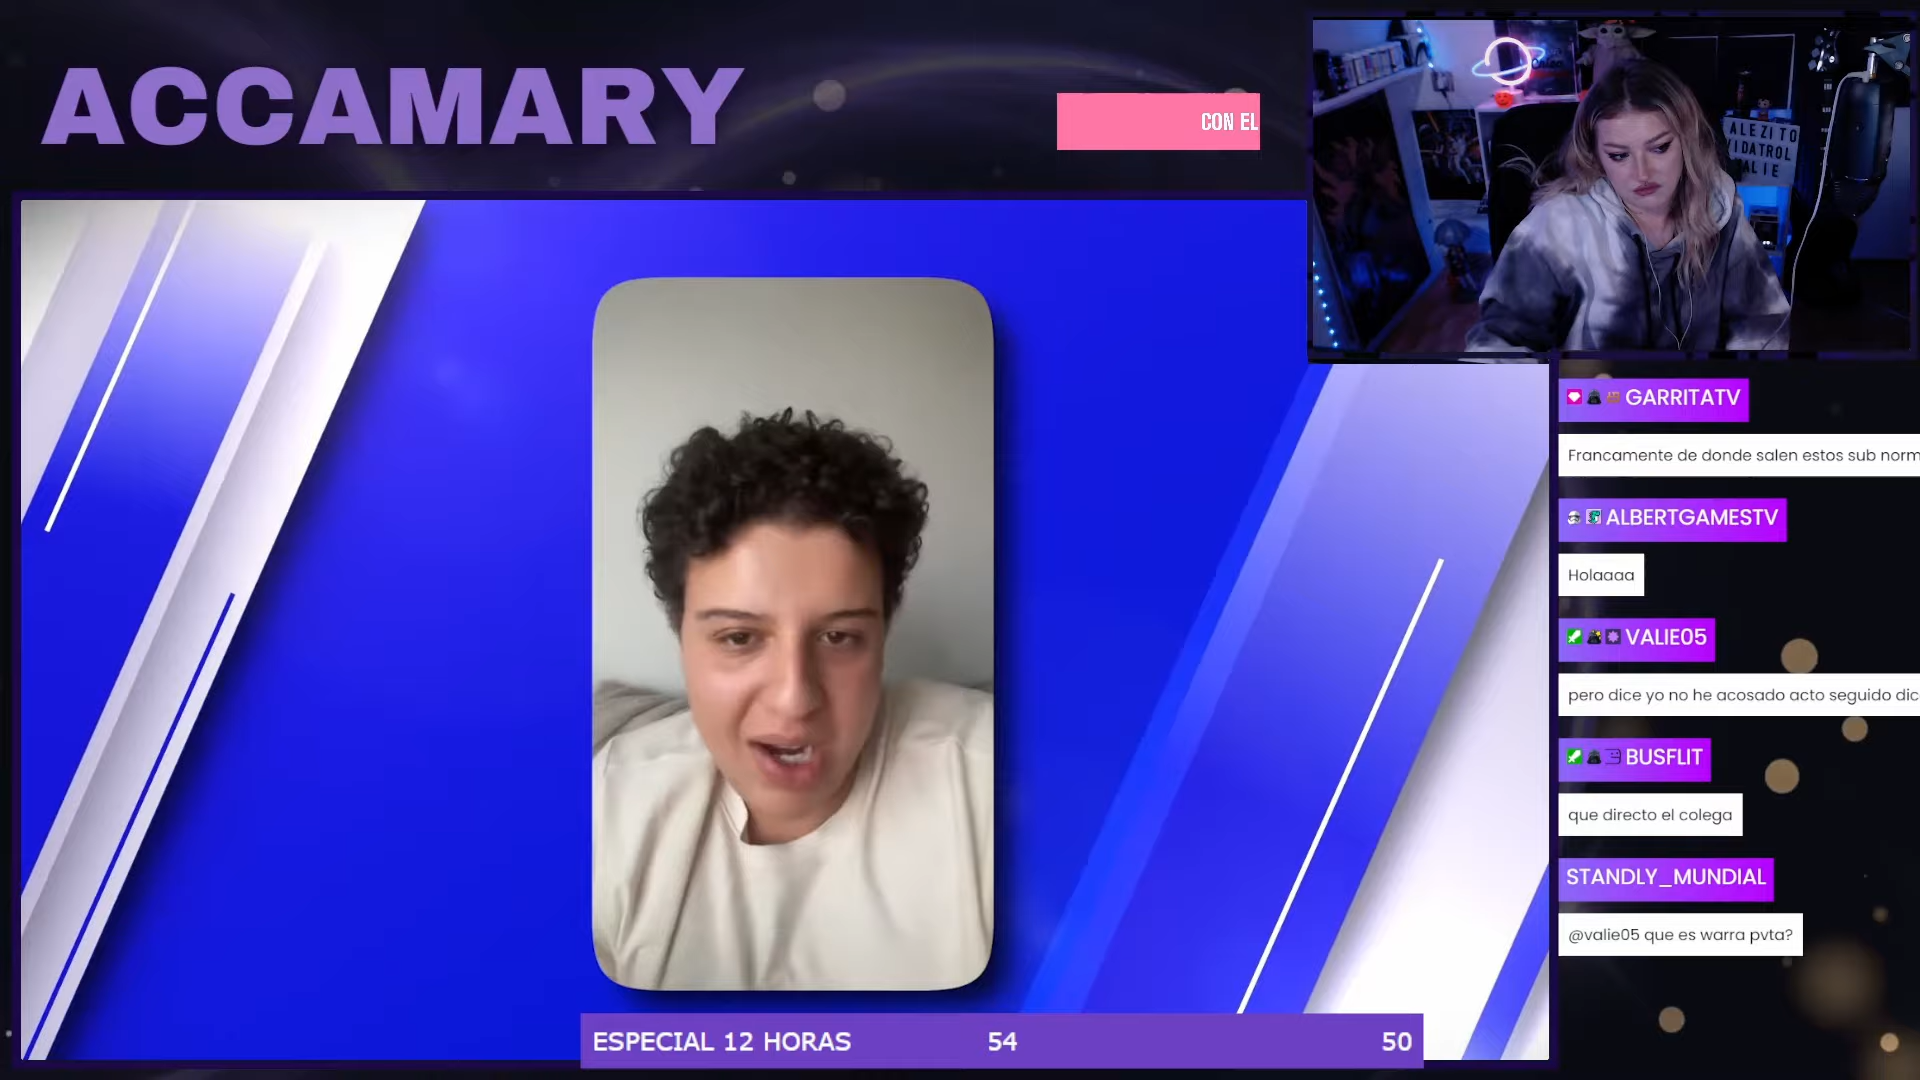 ACCAMARY
CON EL
ALEZITO
VIDATROL
VALIE
GARRITATV
Francamente de donde salen estos sub norm
ALBERTGAMESTV
Holaaaa
VALIE05
pero dice yo no he acosado acto seguido dic
BUSFLIT
que directo el colega
STANDLY_MUNDIAL
@valie05 que es warra pvta?
ESPECIAL 12 HORAS 54 50